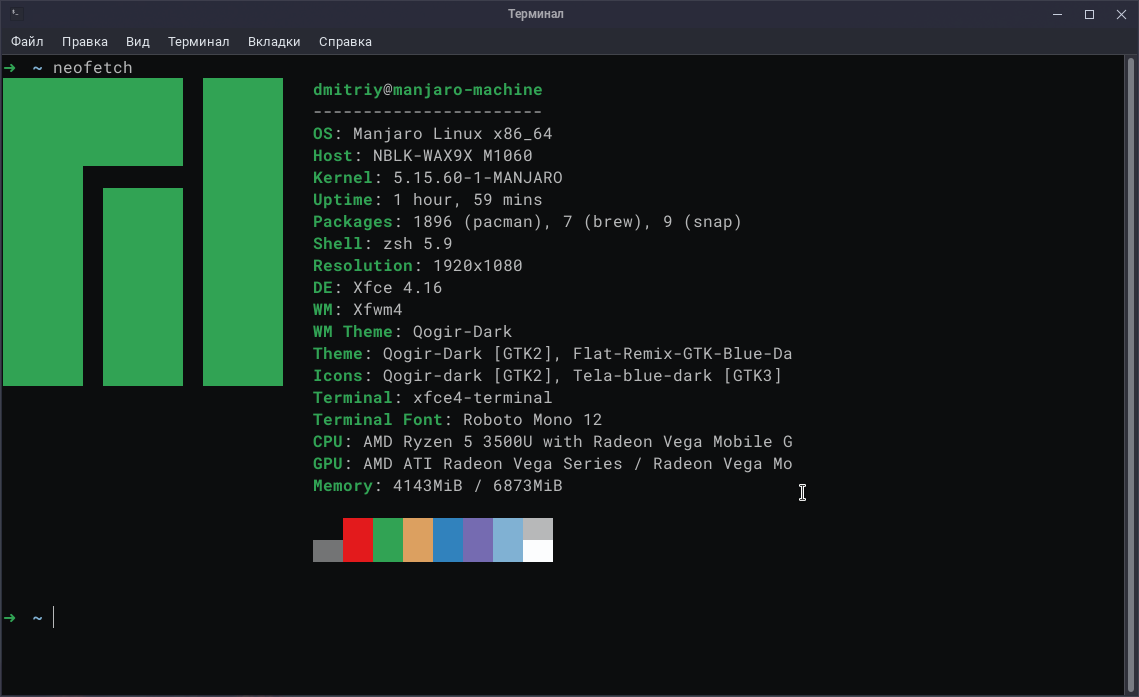 Терминал
Файл Правка Вид Терминал Вкладки Справка
➜ ~ neofetch
dmitriy@manjaro-machine
-----------------------
OS: Manjaro Linux x86_64
Host: NBLK-WAX9X M1060
Kernel: 5.15.60-1-MANJARO
Uptime: 1 hour, 59 mins
Packages: 1896 (pacman), 7 (brew), 9 (snap)
Shell: zsh 5.9
Resolution: 1920x1080
DE: Xfce 4.16
WM: Xfwm4
WM Theme: Qogir-Dark
Theme: Qogir-Dark [GTK2], Flat-Remix-GTK-Blue-Da
Icons: Qogir-dark [GTK2], Tela-blue-dark [GTK3]
Terminal: xfce4-terminal
Terminal Font: Roboto Mono 12
CPU: AMD Ryzen 5 3500U with Radeon Vega Mobile G
GPU: AMD ATI Radeon Vega Series / Radeon Vega Mo
Memory: 4143MiB / 6873MiB
➜ ~